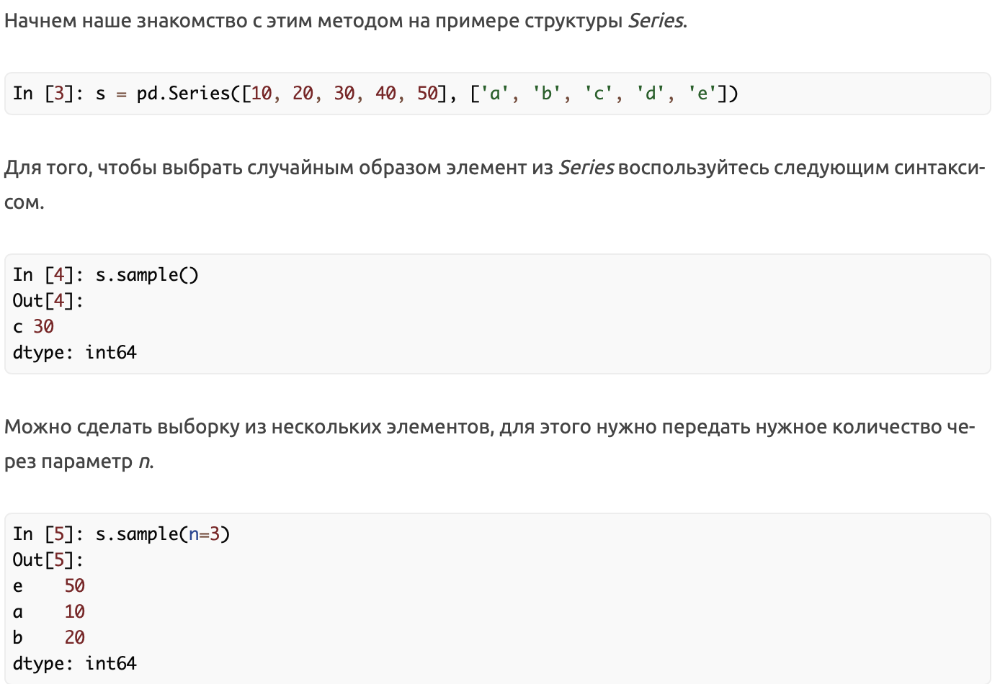 Начнем наше знакомство с этим методом на примере структуры Series.
In [3]: s = pd.Series([10, 20, 30, 40, 50], ['a', 'b', 'c', 'd', 'e'])
Для того, чтобы выбрать случайным образом элемент из Series воспользуйтесь следующим синтакси-
сом.
In [4]: s.sample()
Out[4]:
c 30
dtype: int64
Можно сделать выборку из нескольких элементов, для этого нужно передать нужное количество че-
рез параметр n.
In [5]: s.sample(n=3)
Out[5]:
e    50
a    10
b    20
dtype: int64